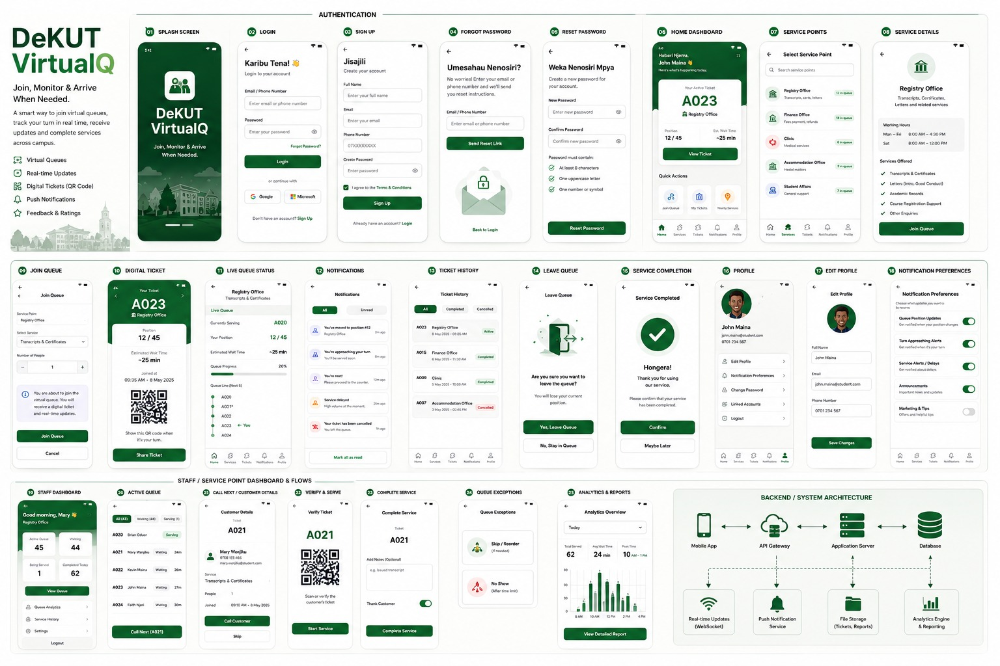 DeKUT
VirtualQ
Join, Monitor & Arrive
When Needed.
A smart way to join virtual queues,
track your turn in real time, receive
updates and complete services
across campus.
Virtual Queues
Real-time Updates
Digital Tickets (QR Code)
Push Notifications
Feedback & Ratings
AUTHENTICATION
01 SPLASH SCREEN
DeKUT
VirtualQ
Join, Monitor & Arrive
When Needed.
02 LOGIN
Karibu Tena! 👋
Login to your account
Email / Phone Number
Enter email or phone number
Password
Enter your password
Forgot Password?
Login
or continue with
Google
Microsoft
Don't have an account? Sign Up
03 SIGN UP
Jisajili
Create your account
Full Name
Enter your full name
Email
Enter your email
Phone Number
07XXXXXXXX
Create Password
Enter password
I agree to the Terms & Conditions
Sign Up
Already have an account? Login
04 FORGOT PASSWORD
Umesahau Nenosiri?
No worries! Enter your email or
phone number and we'll send
you reset instructions.
Email / Phone Number
Enter email or phone number
Send Reset Link
Back to Login
05 RESET PASSWORD
Weka Nenosiri Mpya
Create a new password for
your account.
New Password
Enter new password
Confirm Password
Confirm new password
Password must contain:
At least 8 characters
One uppercase letter
One number or symbol
Reset Password
06 HOME DASHBOARD
Haberi Njema,
John Maina 👋
Here's what's happening today.
Your Active Ticket
A023
Registry Office
Position
12 / 45
Est. Wait Time
~25 min
View Ticket
Quick Actions
Join Queue
My Tickets
Nearby Services
Home
Services
Tickets
Notifications
Profile
07 SERVICE POINTS
Select Service Point
Search service points
Registry Office
Transcripts, certs, letters
12 in queue
Finance Office
Fees payment, refunds
18 in queue
Clinic
Medical services
6 in queue
Accommodation Office
Hostel matters
3 in queue
Student Affairs
General support
7 in queue
Home
Services
Tickets
Notifications
Profile
08 SERVICE DETAILS
Registry Office
Transcripts, Certificates,
Letters and related services
Working Hours
Mon – Fri 8:00 AM – 4:30 PM
Sat 8:00 AM – 12:00 PM
Services Offered
Transcripts & Certificates
Letters (Intro, Good Conduct)
Academic Records
Course Registration Support
Other Enquiries
Join Queue
09 JOIN QUEUE
Join Queue
Service Point
Registry Office
Select Service
Transcripts & Certificates
Number of People
− 1 +
You are about to join the
virtual queue. You will
receive a digital ticket
and real-time updates.
Join Queue
Cancel
10 DIGITAL TICKET
Your Ticket
A023
Registry Office
Position
12 / 45
Estimated Wait Time
~25 min
Joined at
09:35 AM • 8 May 2025
Show this QR code when
it's your turn.
Share Ticket
11 LIVE QUEUE STATUS
Registry Office
Transcripts & Certificates
Live Queue
Currently Serving A020
Your Position 12 / 45
Estimated Wait Time ~25 min
Queue Progress 20%
Queue Line (Next 5)
A020
A021
A022
A023 ← You
A024
Home
Services
Tickets
Notifications
Profile
12 NOTIFICATIONS
Notifications
All
Unread
You've moved to position #12
Registry Office
2m ago
You're approaching your turn
You'll be served soon.
8m ago
You're next!
Please proceed to the counter.
12m ago
Service delayed
High volume at the moment.
25m ago
Your ticket has been cancelled
You left the queue.
1h ago
Mark all as read
13 TICKET HISTORY
Ticket History
All
Completed
Cancelled
A023 Registry Office
8 May 2025 • 09:35 AM
Active
A015 Finance Office
6 May 2025 • 11:30 AM
Completed
A009 Clinic
5 May 2025 • 10:00 AM
Completed
A007 Accommodation Office
3 May 2025 • 02:45 PM
Cancelled
Home
Services
Tickets
Notifications
Profile
14 LEAVE QUEUE
Leave Queue
Are you sure you want to
leave the queue?
You will lose your current
position.
Yes, Leave Queue
No, Stay in Queue
15 SERVICE COMPLETION
Service Completed
Hongera!
Thank you for using
our service.
Please confirm that your service
has been completed.
Confirm
Maybe Later
16 PROFILE
John Maina
john.maina@student.com
0701 234 567
Edit Profile
Notification Preferences
Change Password
Linked Accounts
Logout
Home
Services
Tickets
Notifications
Profile
17 EDIT PROFILE
Edit Profile
Full Name
John Maina
Email
john.maina@student.com
Phone Number
0701 234 567
Save Changes
18 NOTIFICATION PREFERENCES
Notification Preferences
Choose what updates you want to
to receive.
Queue Position Updates
Get notified when your position changes
Turn Approaching Alerts
Get notified when it's your turn
Service Alerts / Delays
Get notified about delays
Announcements
Important news and updates
Marketing & Tips
Offers and helpful tips
Home
Services
Tickets
Notifications
Profile
STAFF / SERVICE POINT DASHBOARD & FLOWS
19 STAFF DASHBOARD
Good morning, Mary 👋
Registry Office
Active Queue
45
Waiting
44
Being Served
1
Completed Today
62
View Queue
Queue Analytics
Service History
Settings
Logout
20 ACTIVE QUEUE
Waiting (44)
Serving (1)
A020 Brian Oduor Serving
A021 Mary Wanjiku Waiting 24m
A022 Kevin Maina Waiting 26m
A023 John Maina Waiting 27m
A024 Faith Njeri Waiting 30m
Call Next (A021)
21 CALL NEXT / CUSTOMER DETAILS
Customer Details
Ticket
A021
Mary Wanjiku
mary.wanjiku@student.com
Service
Transcripts & Certificates
People 1
Joined 09:10 AM • 8 May 2025
Call Customer
Skip
22 VERIFY & SERVE
Verify Ticket
A021
Scan or verify the
customer's ticket
Start Service
23 COMPLETE SERVICE
Complete Service
Ticket
A021
Add Notes (Optional)
e.g. Issued transcript
Thank Customer
Complete Service
24 QUEUE EXCEPTIONS
Queue Exceptions
Skip / Reorder
(If needed)
No Show
(After time limit)
25 ANALYTICS & REPORTS
Analytics Overview
Today
Total Served
62
Avg Wait Time
24 min
Peak Time
10 AM – 1 PM
80
60
30
0
8 AM 10 AM 12 PM 2 PM 4 PM
View Detailed Report
BACKEND / SYSTEM ARCHITECTURE
Mobile App
API Gateway
Application Server
Database
Real-time Updates
(WebSocket)
Push Notification
Service
File Storage
(Tickets, Reports)
Analytics Engine
& Reporting